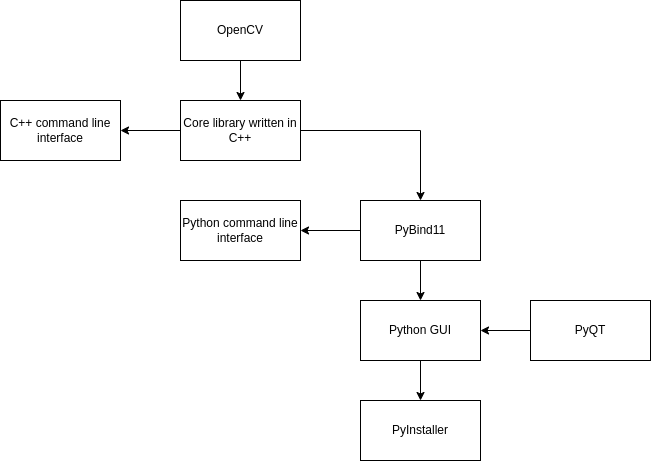 OpenCV
C++ command line
interface
Core library written in
C++
Python command line
interface
PyBind11
Python GUI
PyQT
PyInstaller